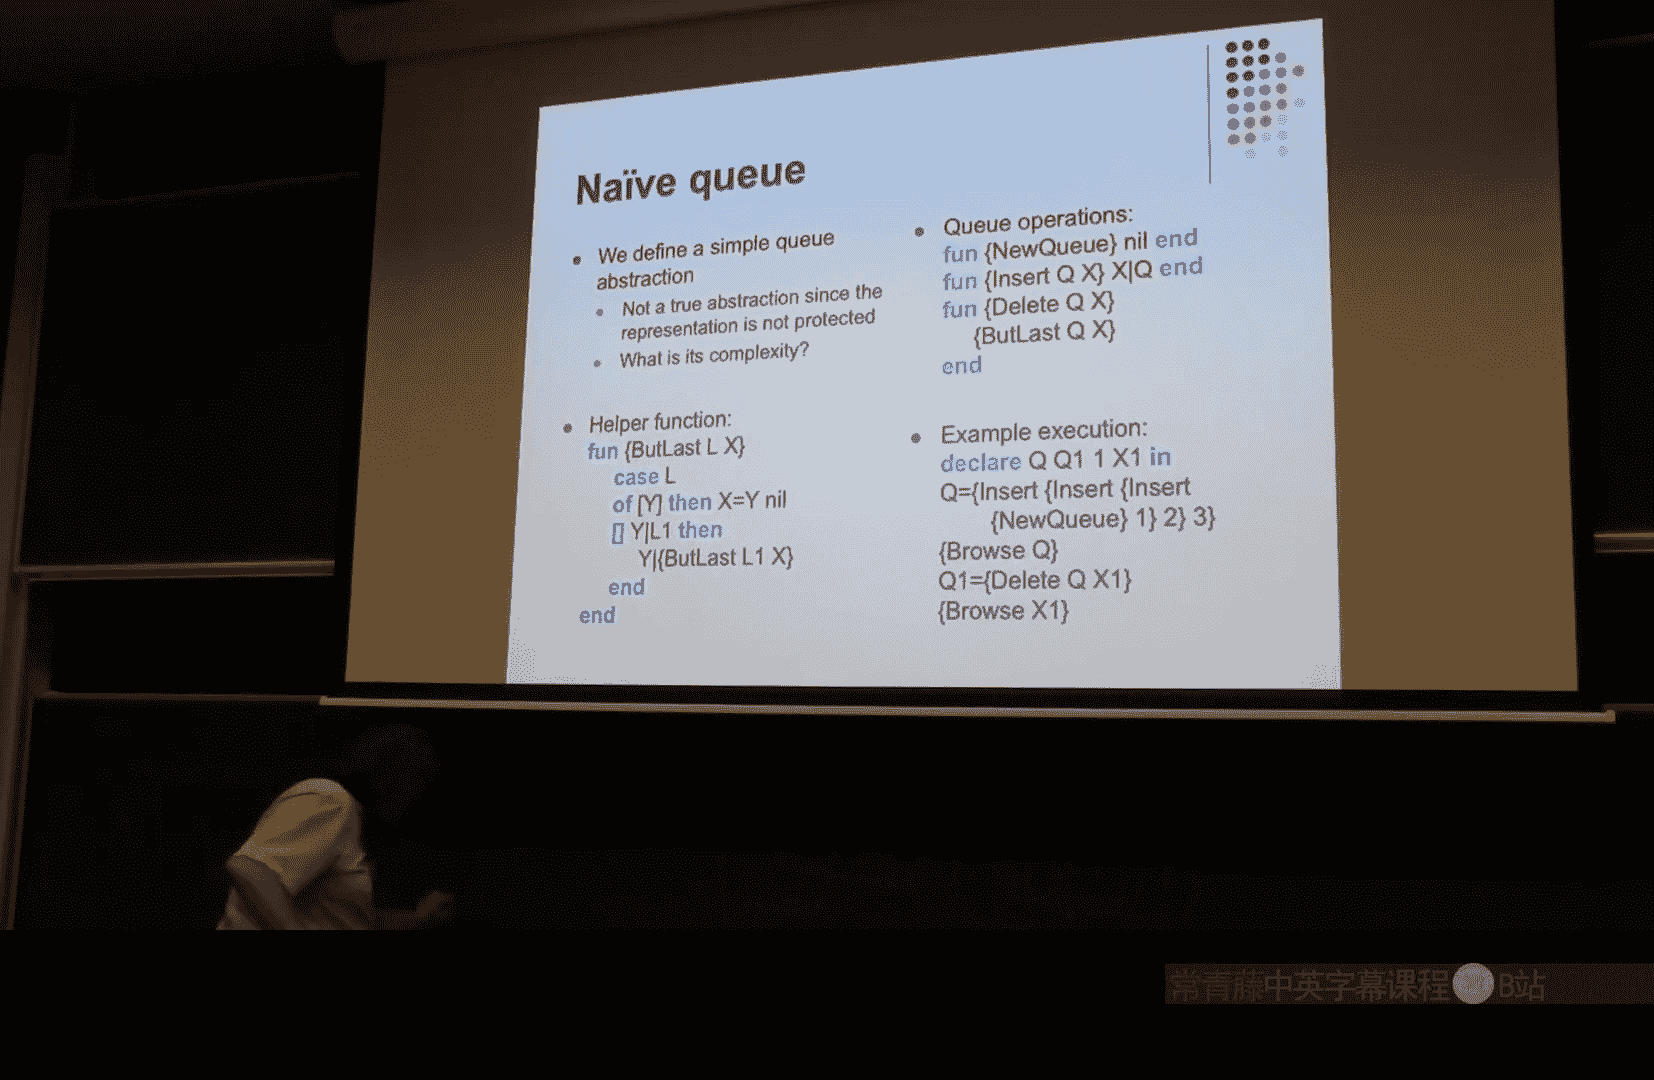 Naïve queue
We define a simple queue
abstraction
Not a true abstraction since the
representation is not protected
What is its complexity?
Helper function:
fun {ButLast L X}
case L
of [Y] then X=Y nil
[] Y|L1 then
Y|{ButLast L1 X}
end
end
Queue operations:
fun {NewQueue} nil end
fun {Insert Q X} X|Q end
fun {Delete Q X}
{ButLast Q X}
end
Example execution:
declare Q Q1 1 X1 in
Q={Insert {Insert {Insert
{NewQueue} 1} 2} 3}
{Browse Q}
Q1={Delete Q X1}
{Browse X1}
常青藤中英字幕课程 B站